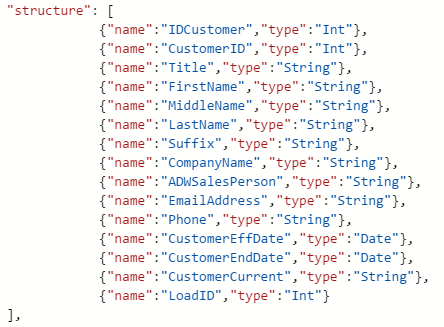 "structure": [
{"name":"IDCustomer","type":"Int"},
{"name":"CustomerID","type":"Int"},
{"name":"Title","type":"String"},
{"name":"FirstName","type":"String"},
{"name":"MiddleName","type":"String"},
{"name":"LastName","type":"String"},
{"name":"Suffix","type":"String"},
{"name":"CompanyName","type":"String"},
{"name":"ADWSalesPerson","type":"String"},
{"name":"EmailAddress","type":"String"},
{"name":"Phone","type":"String"},
{"name":"CustomerEffDate","type":"Date"},
{"name":"CustomerEndDate","type":"Date"},
{"name":"CustomerCurrent","type":"String"},
{"name":"LoadID","type":"Int"}
],